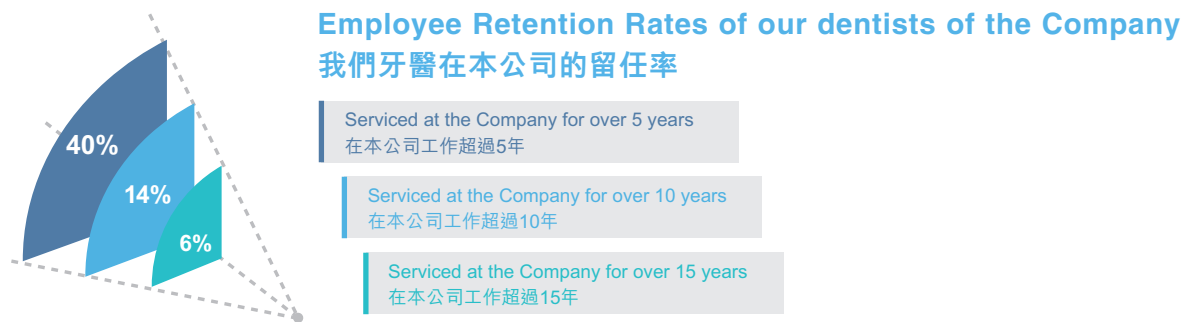 Employee Retention Rates of our dentists of the Company
我們牙醫在本公司的留任率
40%
14%
6%
Serviced at the Company for over 5 years
在本公司工作超過5年
Serviced at the Company for over 10 years
在本公司工作超過10年
Serviced at the Company for over 15 years
在本公司工作超過15年